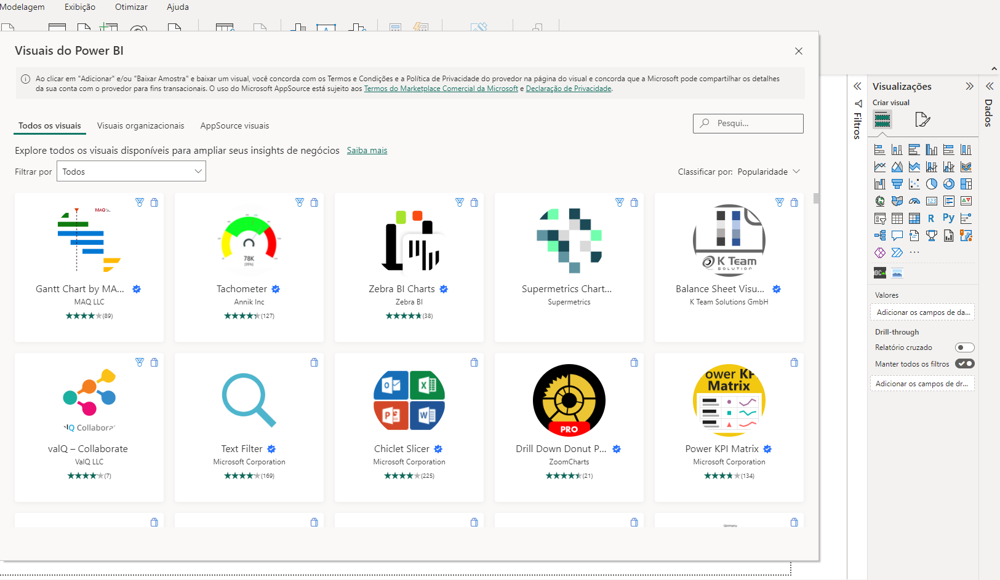 Modelagem Exibição Otimizar Ajuda
Visuais do Power BI
Ao clicar em "Adicionar" e/ou "Baixar Amostra" e baixar um visual, você concorda com os Termos e Condições e a Política de Privacidade do provedor na página do visual e concorda que a Microsoft pode compartilhar os detalhes
da sua conta com o provedor para fins transacionais. O uso do Microsoft AppSource está sujeito aos Termos do Marketplace Comercial da Microsoft e Declaração de Privacidade.
Todos os visuais Visuais organizacionais AppSource visuais
Pesqui...
Explore todos os visuais disponíveis para ampliar seus insights de negócios Saiba mais
Filtrar por Todos
Classificar por: Popularidade
MAQ
78K
K Team
SOLUTION
Gantt Chart by MA... Tachometer Zebra BI Charts Supermetrics Chart... Balance Sheet Visu...
MAQ LLC Annik Inc Zebra BI Supermetrics K Team Solutions GmbH
(89) (127) (38)
IQ Collabora
PRO
ower KP
Matrix
valQ – Collaborate Text Filter Chiclet Slicer Drill Down Donut P... Power KPI Matrix
ValQ LLC Microsoft Corporation Microsoft Corporation ZoomCharts Microsoft Corporation
(7) (169) (225) (21) (134)
Germany
Filtros
Visualizações
Criar visual
123
R Py
BC
Valores
Adicionar os campos de da...
Drill-through
Relatório cruzado
Manter todos os filtros
Adicionar os campos de dr...
Dados